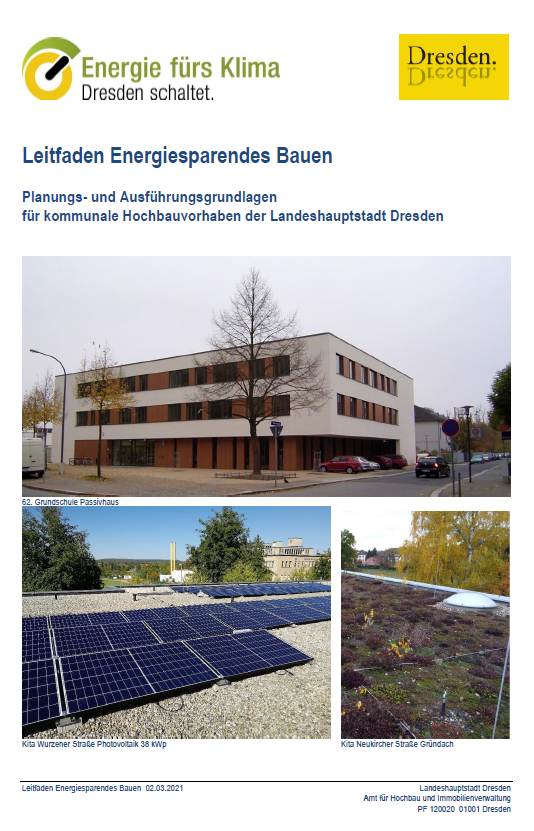 Energie fürs Klima
Dresden schaltet.
Dresden.
Dresden.
Leitfaden Energiesparendes Bauen
Planungs- und Ausführungsgrundlagen
für kommunale Hochbauvorhaben der Landeshauptstadt Dresden
62. Grundschule Passivhaus
Kita Wurzener Straße Photovoltaik 38 kWp
Kita Neukircher Straße Gründach
Leitfaden Energiesparendes Bauen 02.03.2021
Landeshauptstadt Dresden
Amt für Hochbau und Immobilienverwaltung
PF 120020 01001 Dresden